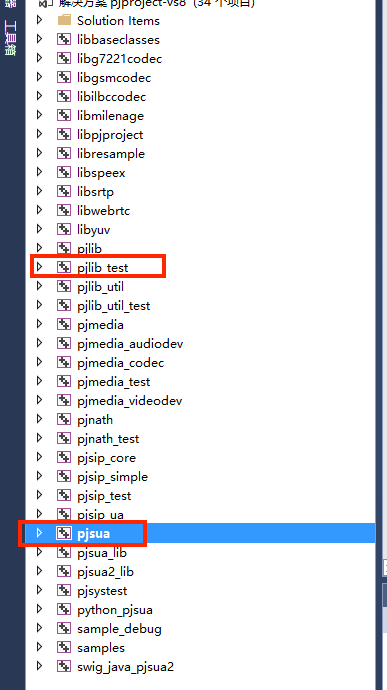 器
工具箱
解决方案"pjproject-vs8"(34 个项目)
Solution Items
libbaseclasses
libg7221codec
libgsmcodec
libilbccodec
libmilenage
libpjproject
libresample
libspeex
libsrtp
libwebrtc
libyuv
pjlib
pjlib_test
pjlib_util
pjlib_util_test
pjmedia
pjmedia_audiodev
pjmedia_codec
pjmedia_test
pjmedia_videodev
pjnath
pjnath_test
pjsip_core
pjsip_simple
pjsip_test
pjsip_ua
pjsua
pjsua_lib
pjsua2_lib
pjsystest
python_pjsua
sample_debug
samples
swig_java_pjsua2